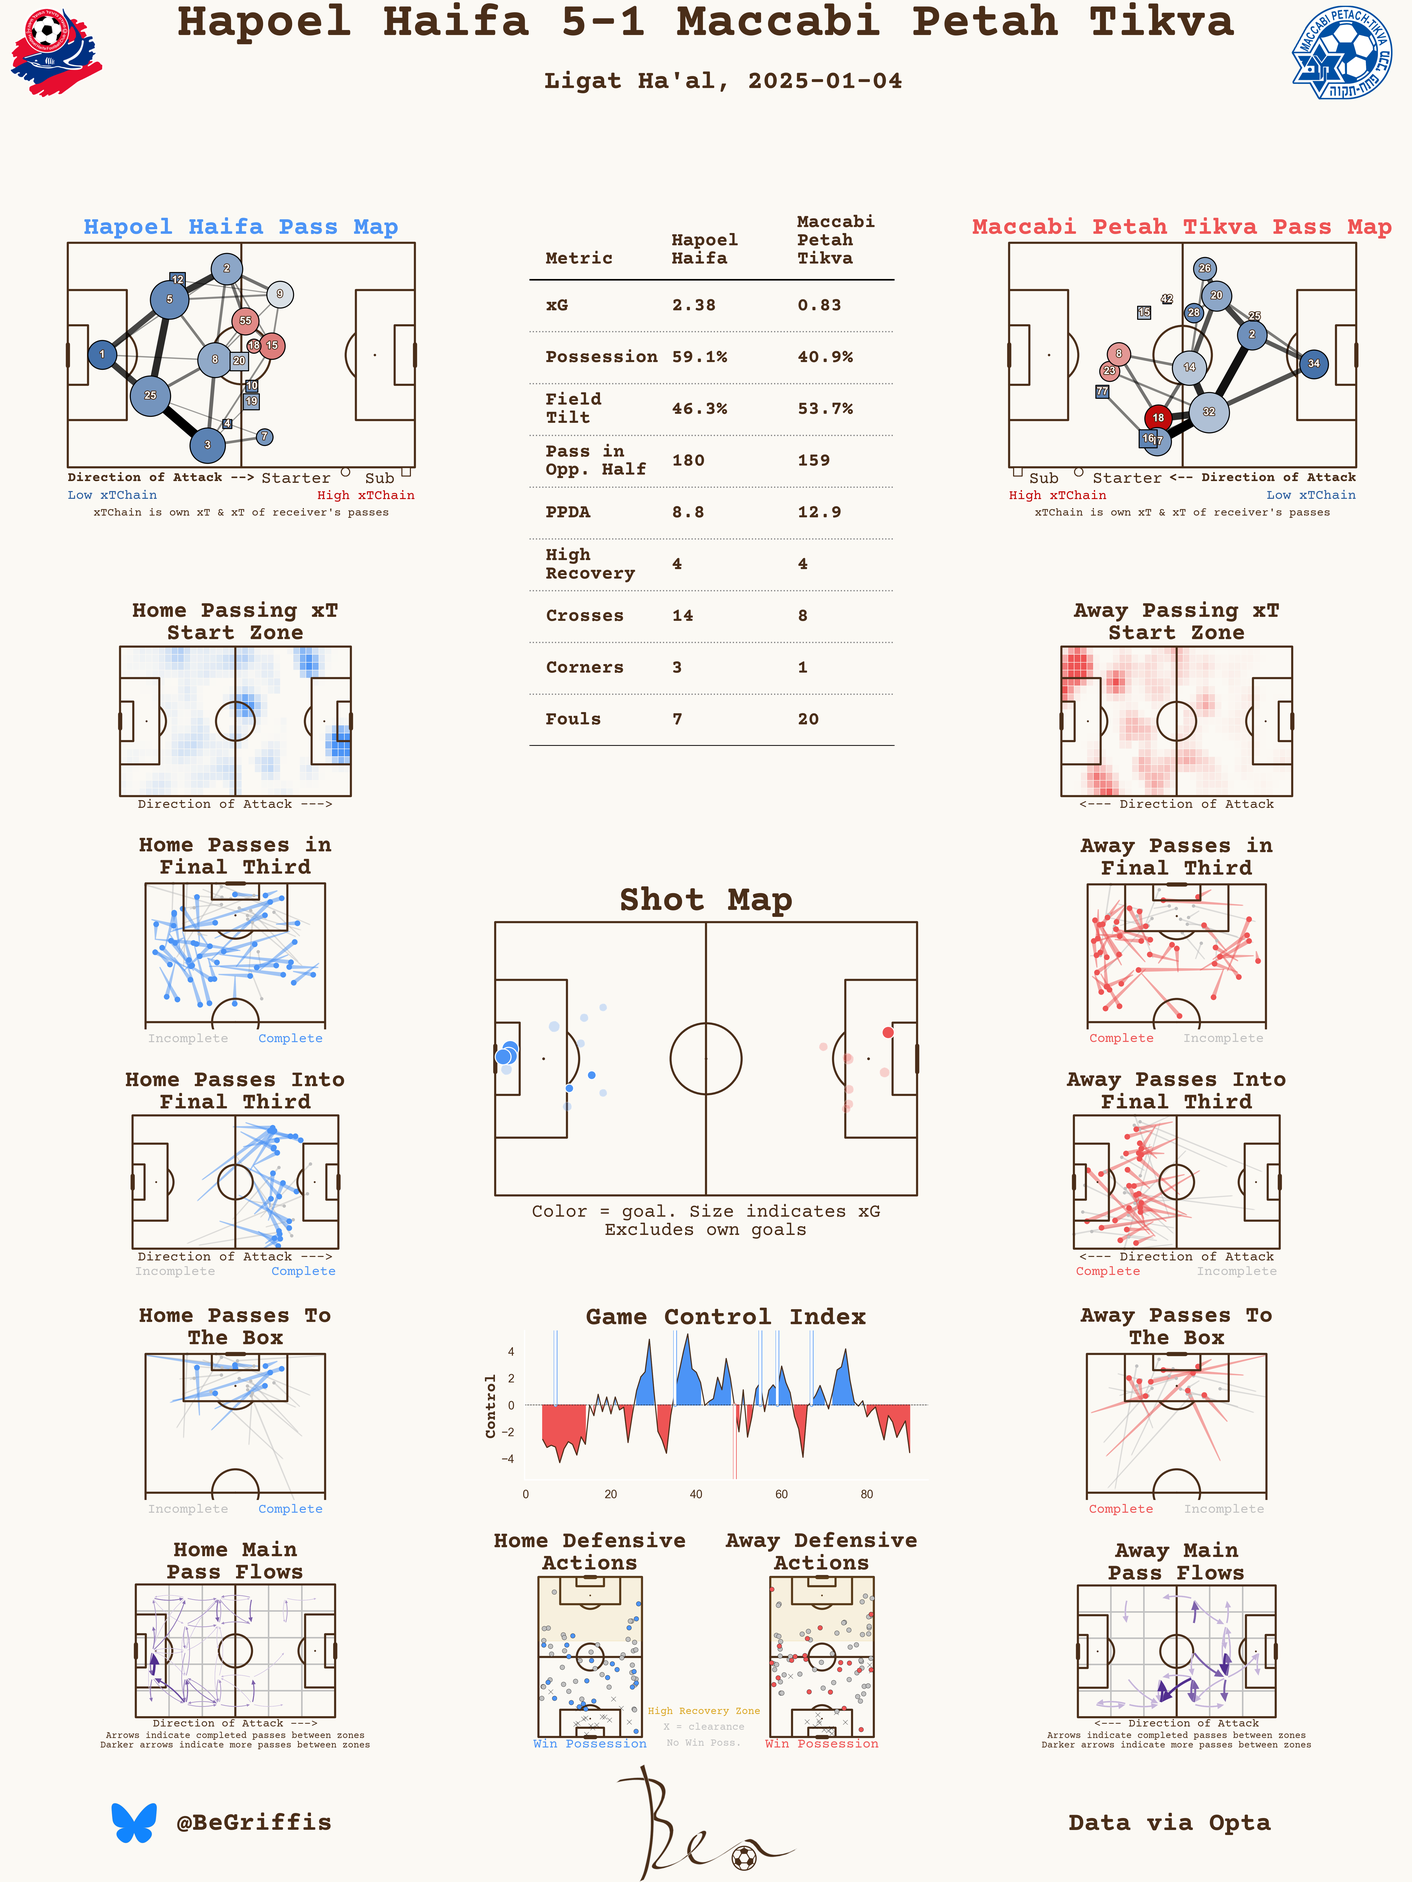 Hapoel Haifa 5-1 Maccabi Petah Tikva
Ligat Ha'al, 2025-01-04
MACCABI PETACH-TIKVA
Hapoel Haifa Pass Map
12
2
5
9
55
18
15
1
8
20
10
25
19
4
3
7
Direction of Attack --> Starter Sub
Low xTChain High xTChain
xTChain is own xT & xT of receiver's passes
Metric Hapoel Haifa Maccabi Petah Tikva
xG 2.38 0.83
Possession 59.1% 40.9%
Field Tilt 46.3% 53.7%
Pass in Opp. Half 180 159
PPDA 8.8 12.9
High Recovery 4 4
Crosses 14 8
Corners 3 1
Fouls 7 20
Maccabi Petah Tikva Pass Map
26
42
20
15
28
25
2
8
14
34
23
77
18
32
16
17
Sub Starter <-- Direction of Attack
High xTChain Low xTChain
xTChain is own xT & xT of receiver's passes
Home Passing xT
Start Zone
Direction of Attack --->
Away Passing xT
Start Zone
<--- Direction of Attack
Home Passes in
Final Third
Incomplete Complete
Away Passes in
Final Third
Complete Incomplete
Shot Map
Color = goal. Size indicates xG
Excludes own goals
Home Passes Into
Final Third
Direction of Attack --->
Incomplete Complete
Away Passes Into
Final Third
<--- Direction of Attack
Complete Incomplete
Home Passes To
The Box
Incomplete Complete
Game Control Index
Control
4
2
0
−2
−4
0 20 40 60 80
Away Passes To
The Box
Complete Incomplete
Home Main
Pass Flows
Direction of Attack --->
Arrows indicate completed passes between zones
Darker arrows indicate more passes between zones
Home Defensive
Actions
Win Possession
Away Defensive
Actions
Win Possession
High Recovery Zone
X = clearance
No Win Poss.
Away Main
Pass Flows
<--- Direction of Attack
Arrows indicate completed passes between zones
Darker arrows indicate more passes between zones
@BeGriffis
Ben
Data via Opta